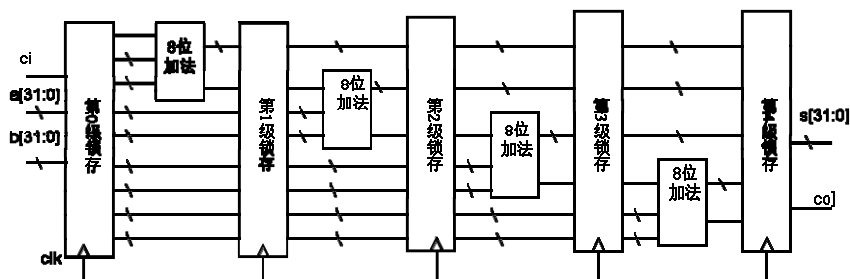 ci
a[31:0]
b[31:0]
clk
第0级锁存
8位
加法
第1级锁存
8位
加法
第2级锁存
8位
加法
第3级锁存
8位
加法
第4级锁存
s[31:0]
co]